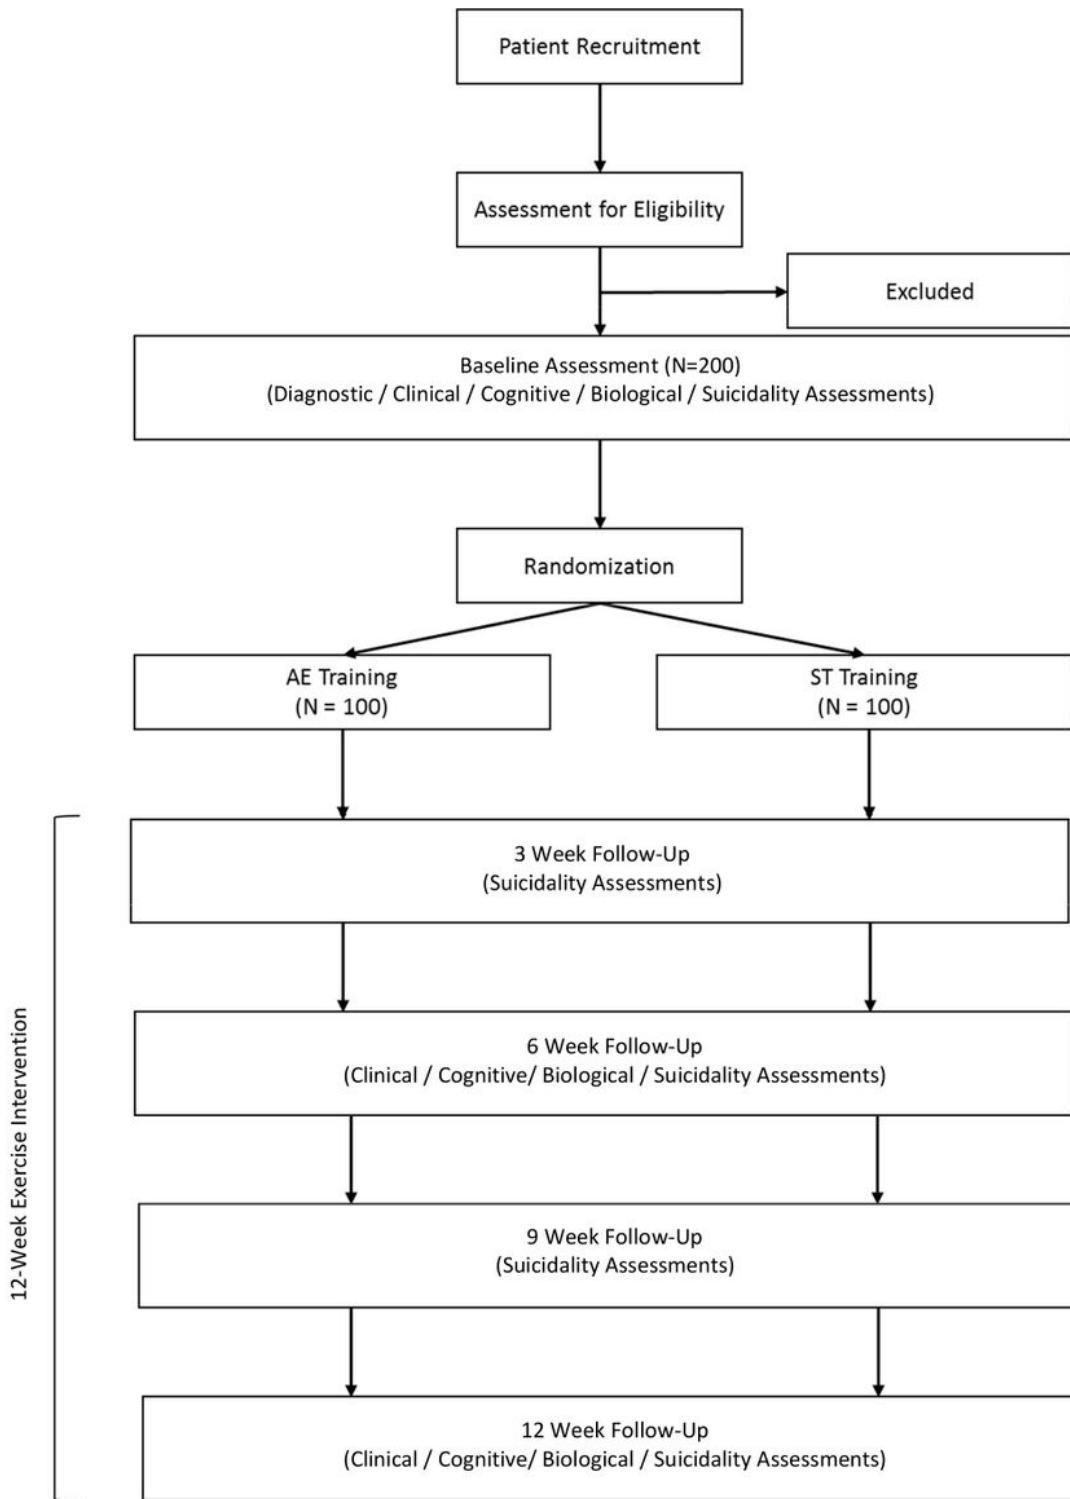 Patient Recruitment
Assessment for Eligibility
Excluded
Baseline Assessment (N=200)
(Diagnostic / Clinical / Cognitive / Biological / Suicidality Assessments)
Randomization
AE Training
(N = 100)
ST Training
(N = 100)
12-Week Exercise Intervention
3 Week Follow-Up
(Suicidality Assessments)
6 Week Follow-Up
(Clinical / Cognitive/ Biological / Suicidality Assessments)
9 Week Follow-Up
(Suicidality Assessments)
12 Week Follow-Up
(Clinical / Cognitive/ Biological / Suicidality Assessments)